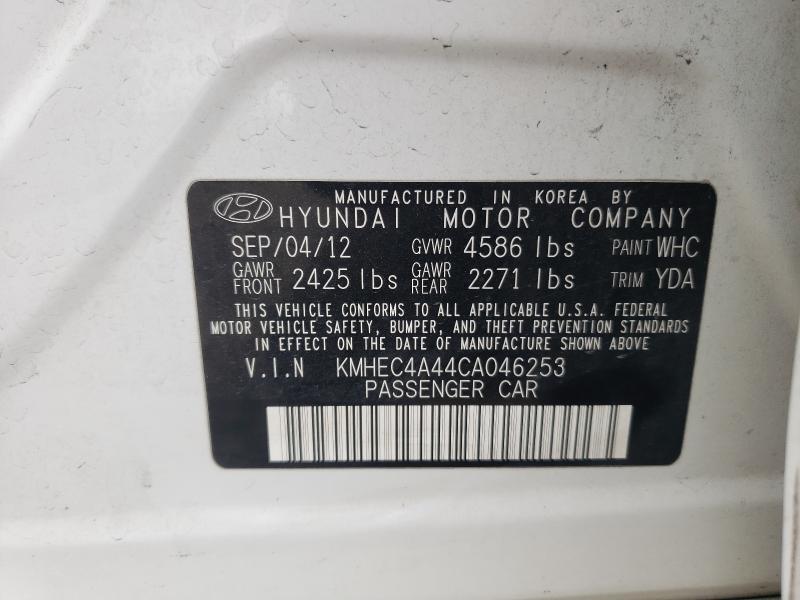 MANUFACTURED IN KOREA BY
HYUNDAI MOTOR COMPANY
SEP/04/12 GVWR 4586 lbs PAINT WHC
GAWR FRONT 2425 lbs GAWR REAR 2271 lbs TRIM YDA
THIS VEHICLE CONFORMS TO ALL APPLICABLE U.S.A. FEDERAL
MOTOR VEHICLE SAFETY, BUMPER, AND THEFT PREVENTION STANDARDS
IN EFFECT ON THE DATE OF MANUFACTURE SHOWN ABOVE
V.I.N KMHEC4A44CA046253
PASSENGER CAR